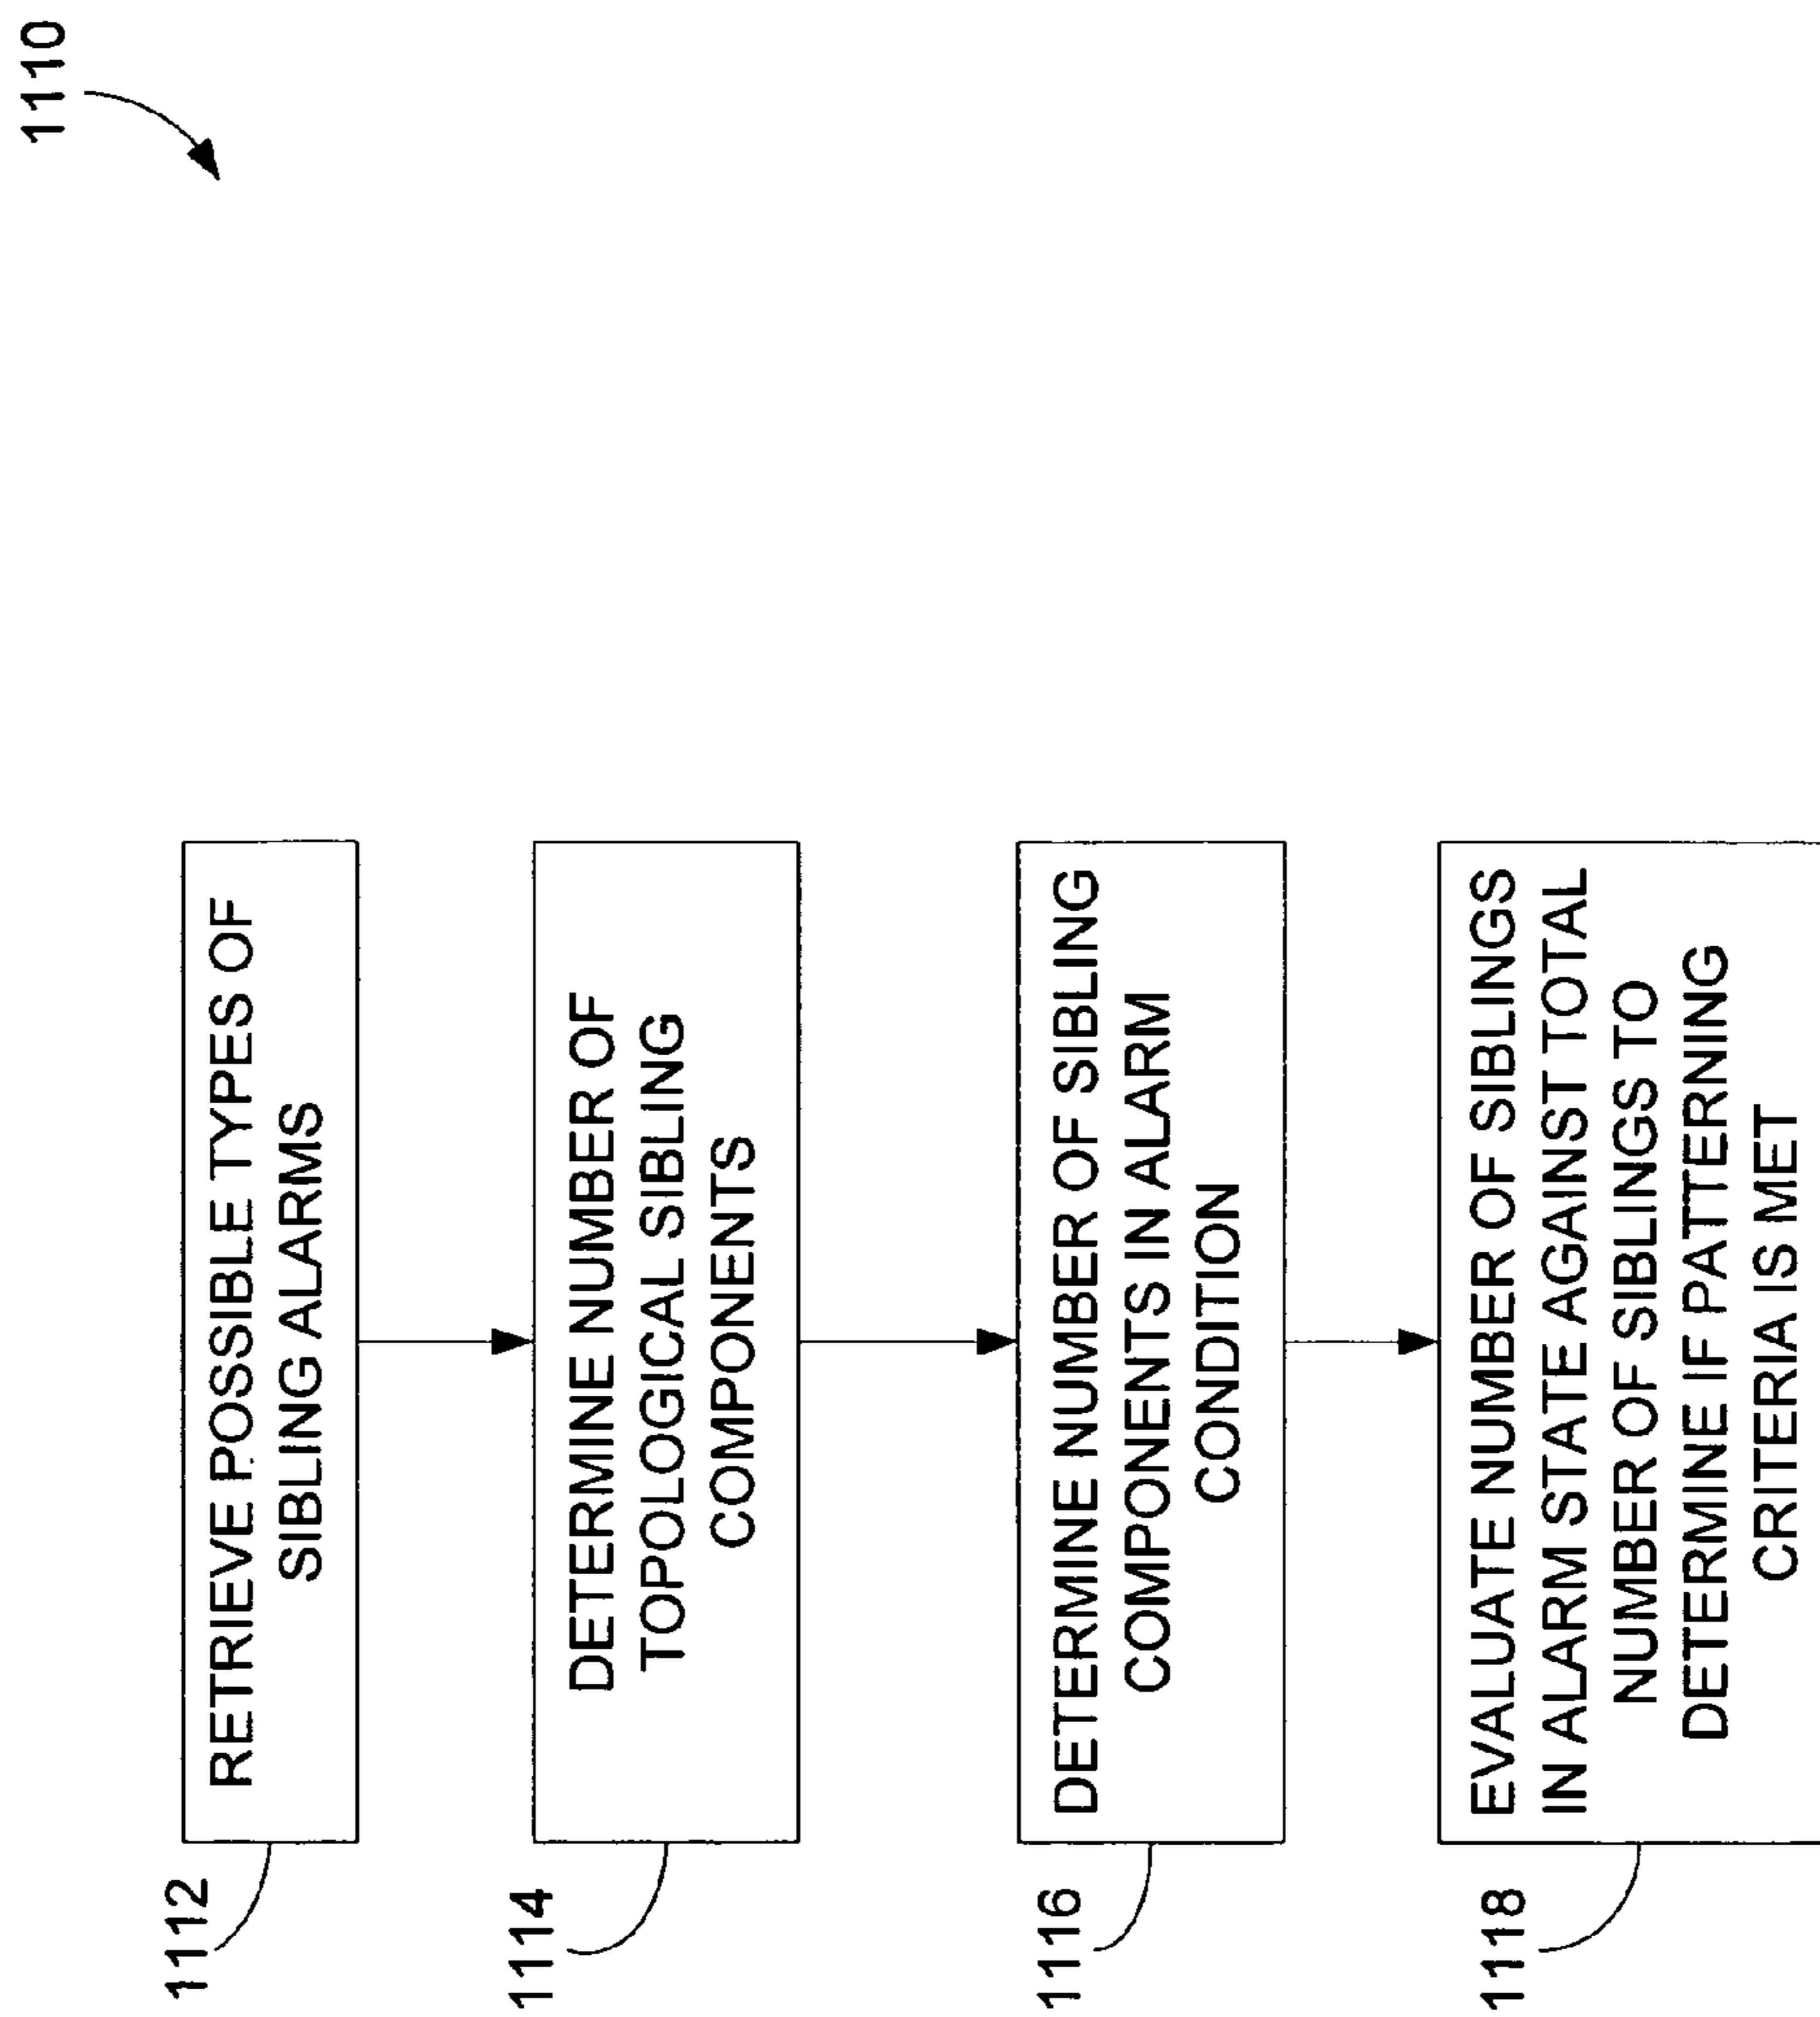 1110
1112
RETRIEVE POSSIBLE TYPES OF
SIBLING ALARMS
1114
DETERMINE NUMBER OF
TOPOLOGICAL SIBLING
COMPONENTS
1116
DETERMINE NUMBER OF SIBLING
COMPONENTS IN ALARM
CONDITION
1118
EVALUATE NUMBER OF SIBLINGS
IN ALARM STATE AGAINST TOTAL
NUMBER OF SIBLINGS TO
DETERMINE IF PATTERNING
CRITERIA IS MET